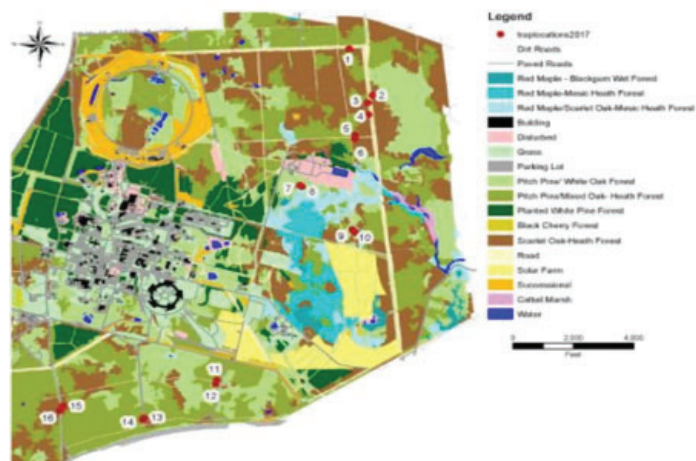 Legend
traplocations2017
Dirt Roads
Paved Roads
Red Maple - Blackgum Wet Forest
Red Maple-Mesic Heath Forest
Red Maple/Scarlet Oak-Mesic Heath Forest
Building
Disturbed
Grass
Parking Lot
Pitch Pine/ White Oak Forest
Pitch Pine/Mixed Oak- Heath Forest
Planted White Pine Forest
Black Cherry Forest
Scarlet Oak-Heath Forest
Road
Solar Farm
Successional
Cattail Marsh
Water
0 2,000 4,000
Feet
1
2
3
4
5
6
7 8
9 10
11
12
14 13
15
16